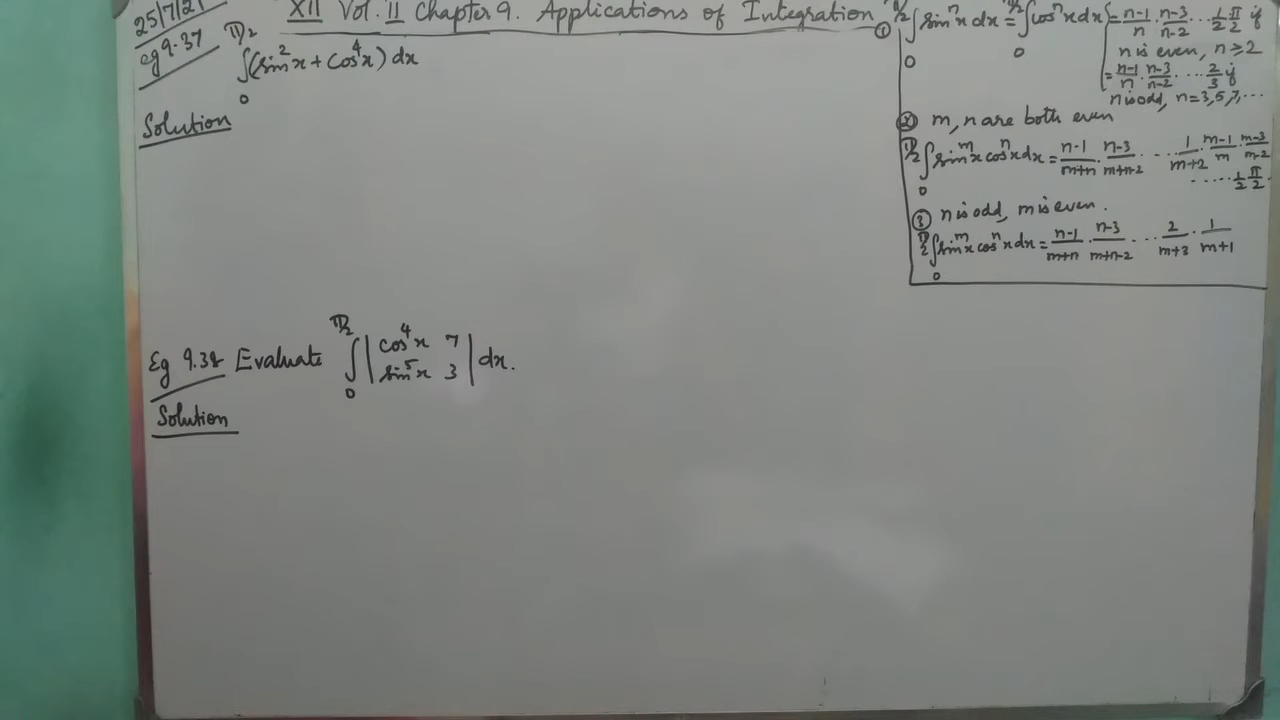 25/7/21
XII Vol. II Chapter 9. Applications of Integration
eg 9.37 ∫₀^{π/2} (sin²x + cos⁴x) dx
Solution
① ∫₀^{π/2} sinⁿx dx = ∫₀^{π/2} cosⁿx dx = (n-1)/n · (n-3)/(n-2) ... 1/2 π/2 if
n is even, n ≥ 2
= (n-1)/n · (n-3)/(n-2) ..... 2/3 if
n is odd, n = 3, 5, 7, ...
② m, n are both even
∫₀^{π/2} sin^m x cosⁿx dx = (n-1)/(m+n) · (n-3)/(m+n-2) ... 1/(m+2) · (m-1)/m · (m-3)/(m-2)
..... 1/2 π/2.
③ n is odd, m is even.
∫₀^{π/2} sin^m x cosⁿx dx = (n-1)/(m+n) · (n-3)/(m+n-2) ... 2/(m+3) · 1/(m+1)
Eg 9.38 Evaluate ∫₀^{π/2} | cos⁴x 7 |
| sin⁵x 3 | dx.
Solution